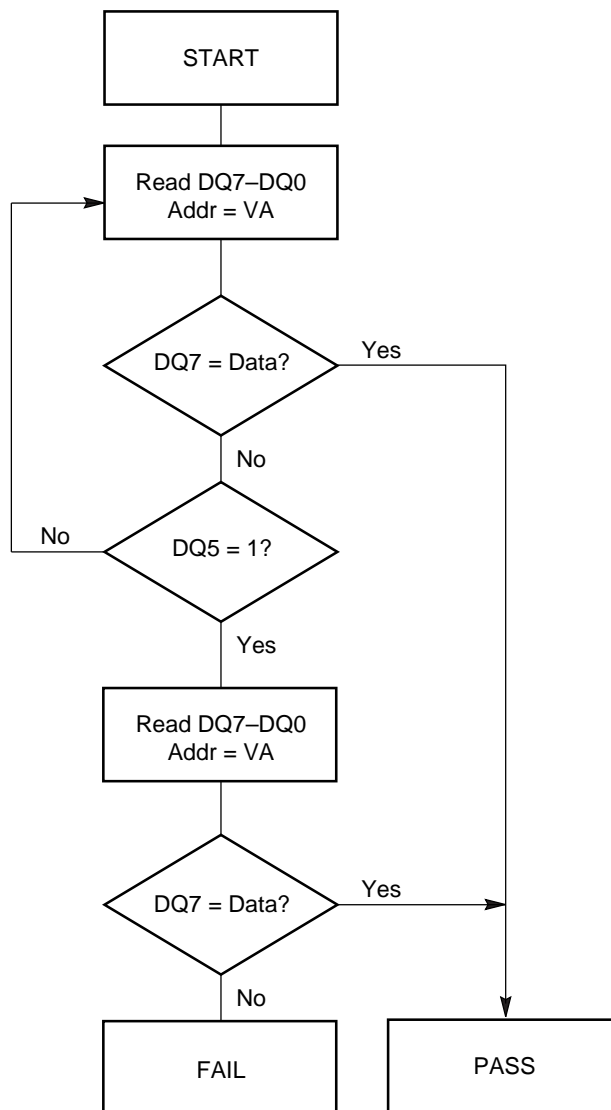 START
Read DQ7–DQ0
Addr = VA
DQ7 = Data?
Yes
No
No
DQ5 = 1?
Yes
Read DQ7–DQ0
Addr = VA
DQ7 = Data?
Yes
No
FAIL
PASS